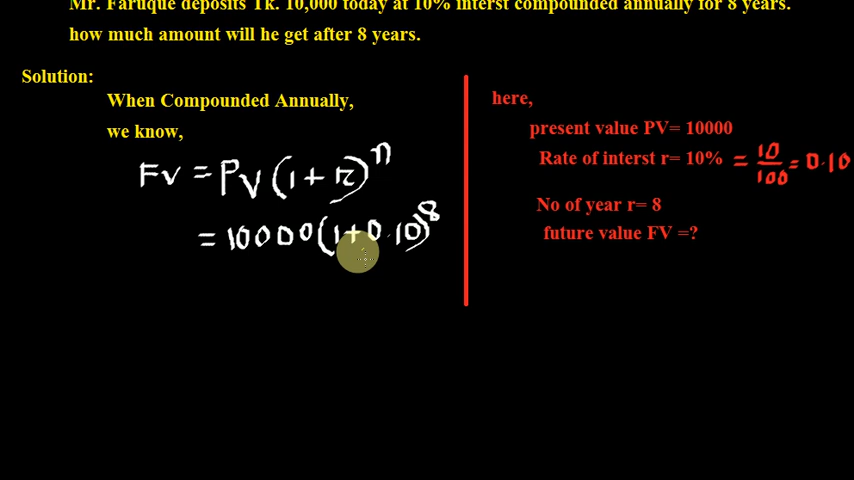 Mr. Faruque deposits Tk. 10,000 today at 10% interst compounded annually for 8 years.
how much amount will he get after 8 years.
Solution:
When Compounded Annually,
we know,
FV = PV (1 + r)^n
= 10000 (1+0.10)^8
here,
present value PV= 10000
Rate of interst r= 10% = 10/100 = 0.10
No of year r= 8
future value FV =?